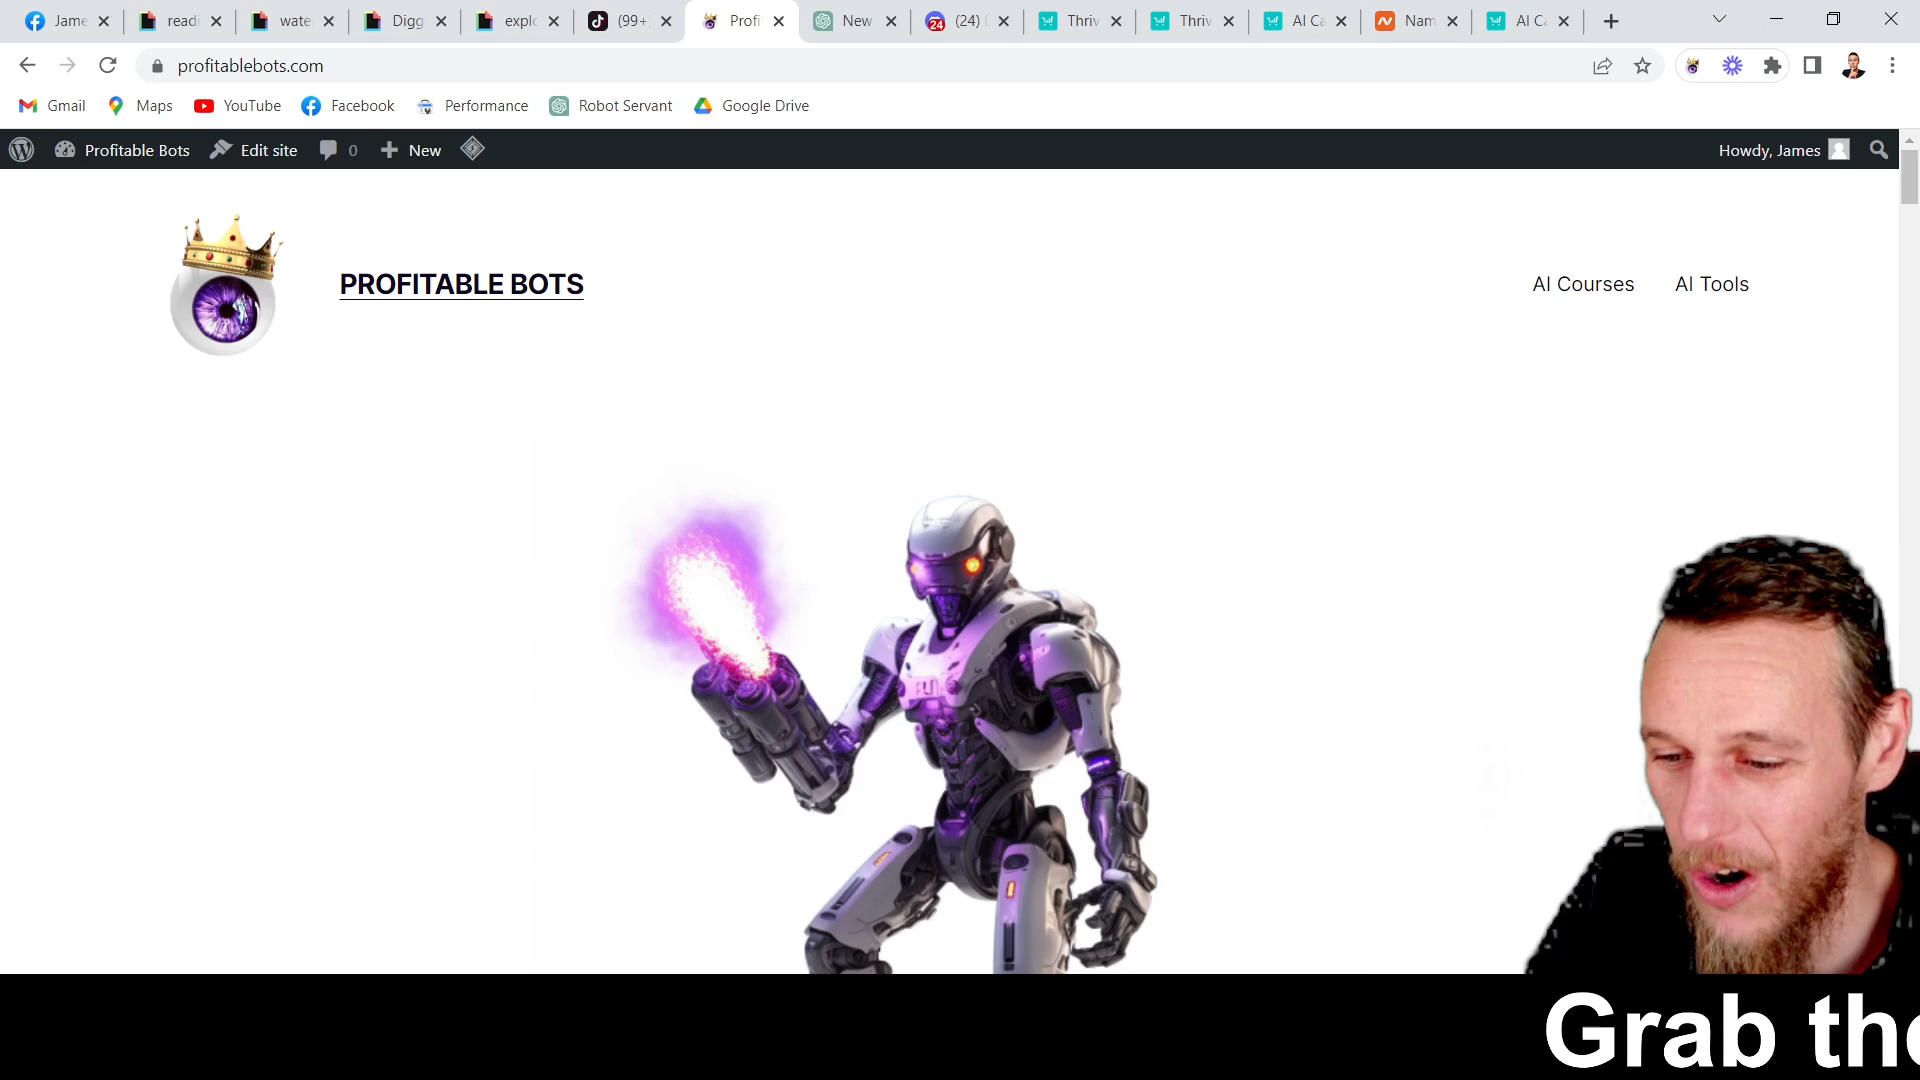 Jame
readi
wate
Digg
explo
(99+)
Profi
New
24
(24)
Thriv
Thriv
AI Ca
Nam
AI Ca
profitablebots.com
Gmail
Maps
YouTube
Facebook
Performance
Robot Servant
Google Drive
Profitable Bots
Edit site
0
New
Howdy, James
PROFITABLE BOTS
AI Courses
AI Tools
Grab the